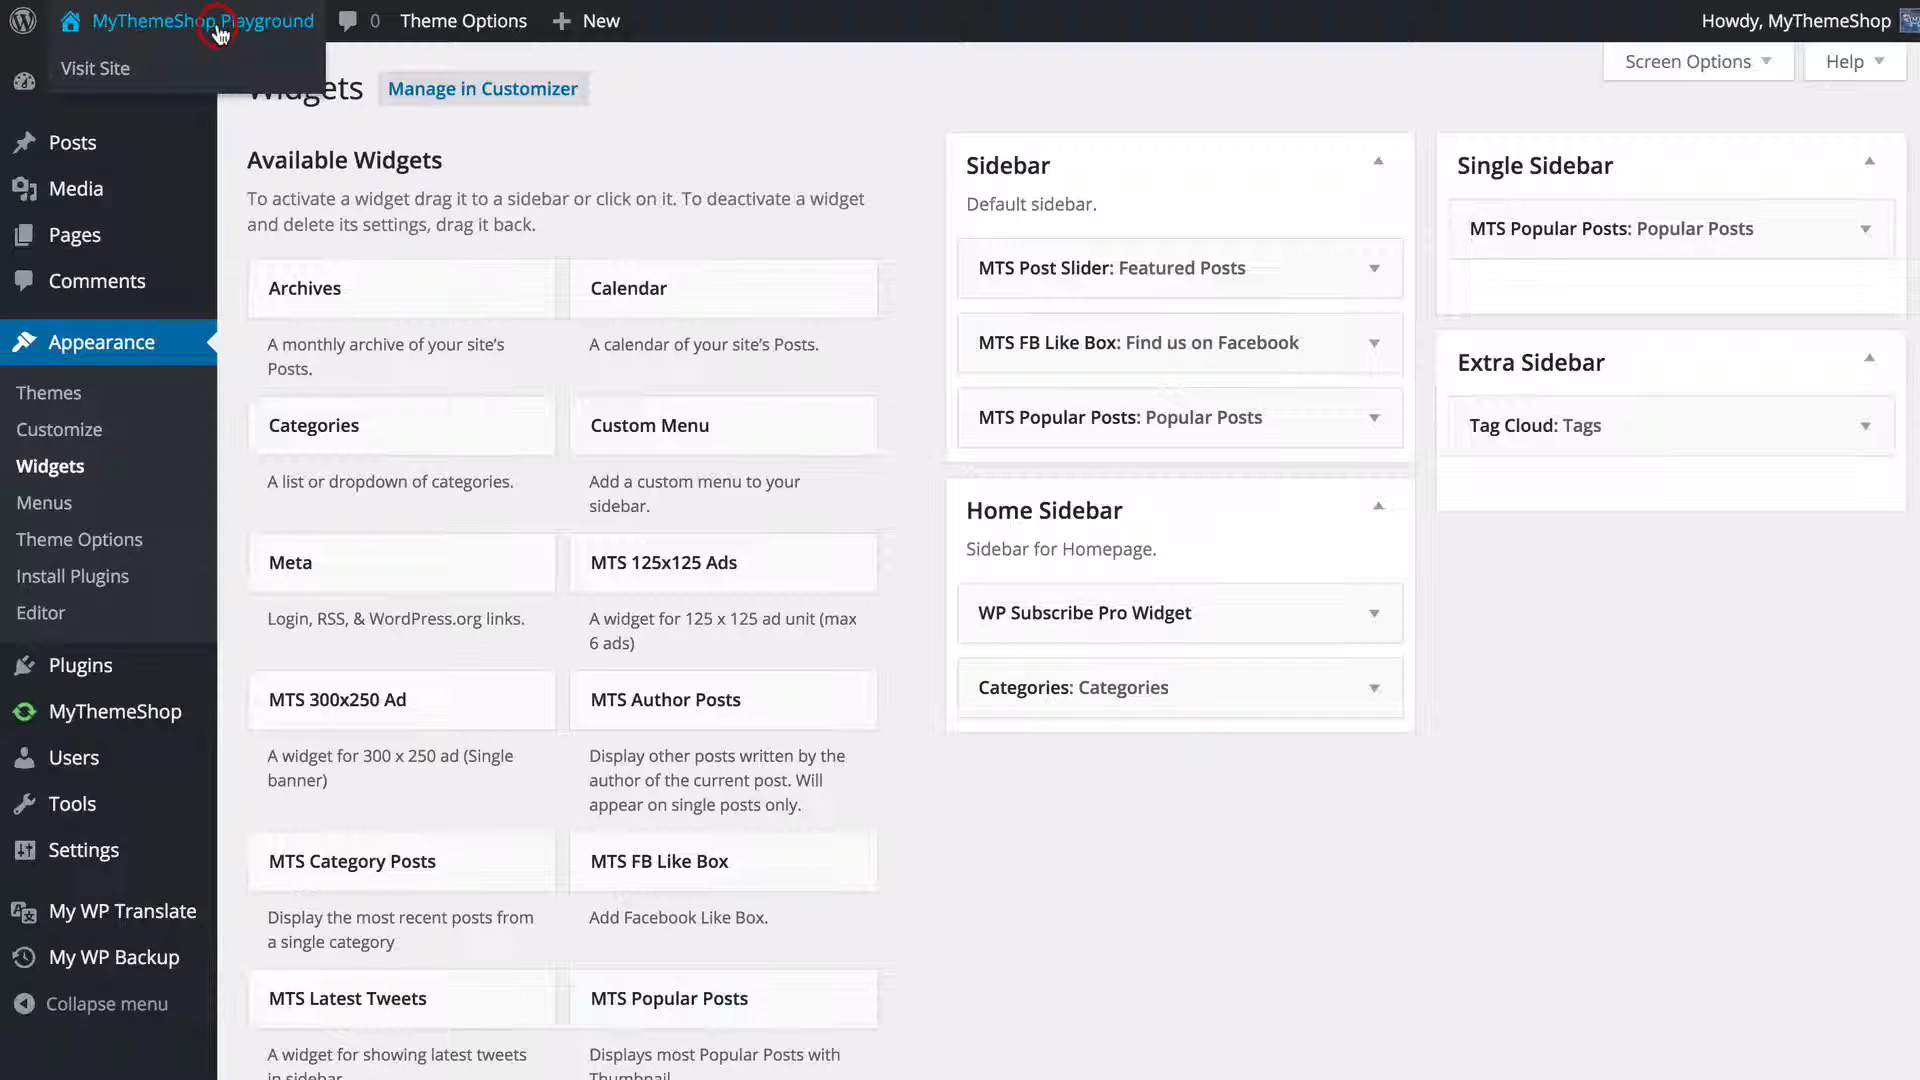 MyThemeShop Playground
0
Theme Options
New
Howdy, MyThemeShop
Visit Site
Screen Options
Help
Widgets
Manage in Customizer
Posts
Media
Pages
Comments
Appearance
Themes
Customize
Widgets
Menus
Theme Options
Install Plugins
Editor
Plugins
MyThemeShop
Users
Tools
Settings
My WP Translate
My WP Backup
Collapse menu
Available Widgets
To activate a widget drag it to a sidebar or click on it. To deactivate a widget
and delete its settings, drag it back.
Archives
A monthly archive of your site's
Posts.
Calendar
A calendar of your site's Posts.
Categories
A list or dropdown of categories.
Custom Menu
Add a custom menu to your
sidebar.
Meta
Login, RSS, & WordPress.org links.
MTS 125x125 Ads
A widget for 125 x 125 ad unit (max
6 ads)
MTS 300x250 Ad
A widget for 300 x 250 ad (Single
banner)
MTS Author Posts
Display other posts written by the
author of the current post. Will
appear on single posts only.
MTS Category Posts
Display the most recent posts from
a single category
MTS FB Like Box
Add Facebook Like Box.
MTS Latest Tweets
A widget for showing latest tweets
in sidebar
MTS Popular Posts
Displays most Popular Posts with
Thumbnail
Sidebar
Default sidebar.
MTS Post Slider: Featured Posts
MTS FB Like Box: Find us on Facebook
MTS Popular Posts: Popular Posts
Home Sidebar
Sidebar for Homepage.
WP Subscribe Pro Widget
Categories: Categories
Single Sidebar
MTS Popular Posts: Popular Posts
Extra Sidebar
Tag Cloud: Tags